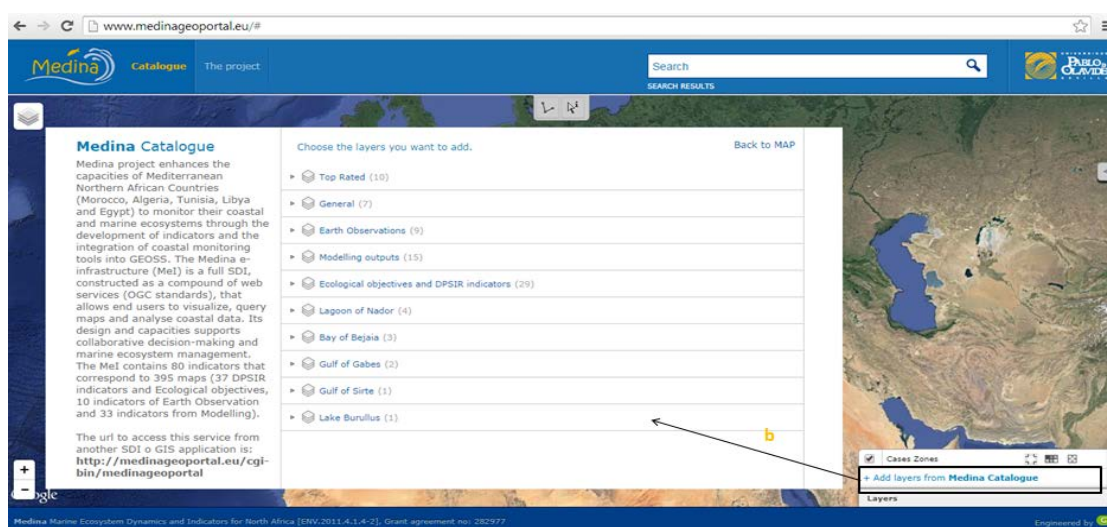 www.medinageoportal.eu/#
Medina
Catalogue
The project
Search
SEARCH RESULTS
PABLO DE
OLAVIDE
Medina Catalogue
Medina project enhances the
capacities of Mediterranean
Northern African Countries
(Morocco, Algeria, Tunisia, Libya
and Egypt) to monitor their coastal
and marine ecosystems through the
development of indicators and the
integration of coastal monitoring
tools into GEOSS. The Medina e-
infrastructure (MeI) is a full SDI,
constructed as a compound of web
services (OGC standards), that
allows end users to visualize, query
maps and analyse coastal data. Its
design and capacities supports
collaborative decision-making and
marine ecosystem management.
The MeI contains 80 indicators that
correspond to 395 maps (37 DPSIR
indicators and Ecological objectives,
10 indicators of Earth Observation
and 33 indicators from Modelling).
The url to access this service from
another SDI o GIS application is:
http://medinageoportal.eu/cgi-
bin/medinageoportal
Choose the layers you want to add.
Back to MAP
Top Rated (10)
General (7)
Earth Observations (9)
Modelling outputs (15)
Ecological objectives and DPSIR indicators (29)
Lagoon of Nador (4)
Bay of Bejaia (3)
Gulf of Gabes (2)
Gulf of Sirte (1)
Lake Burullus (1)
b
Cases Zones
+ Add layers from Medina Catalogue
Layers
+
-
Medina Marine Ecosystem Dynamics and Indicators for North Africa [ENV.2011.4.1.4-2], Grant agreement no: 282977
Engineered by